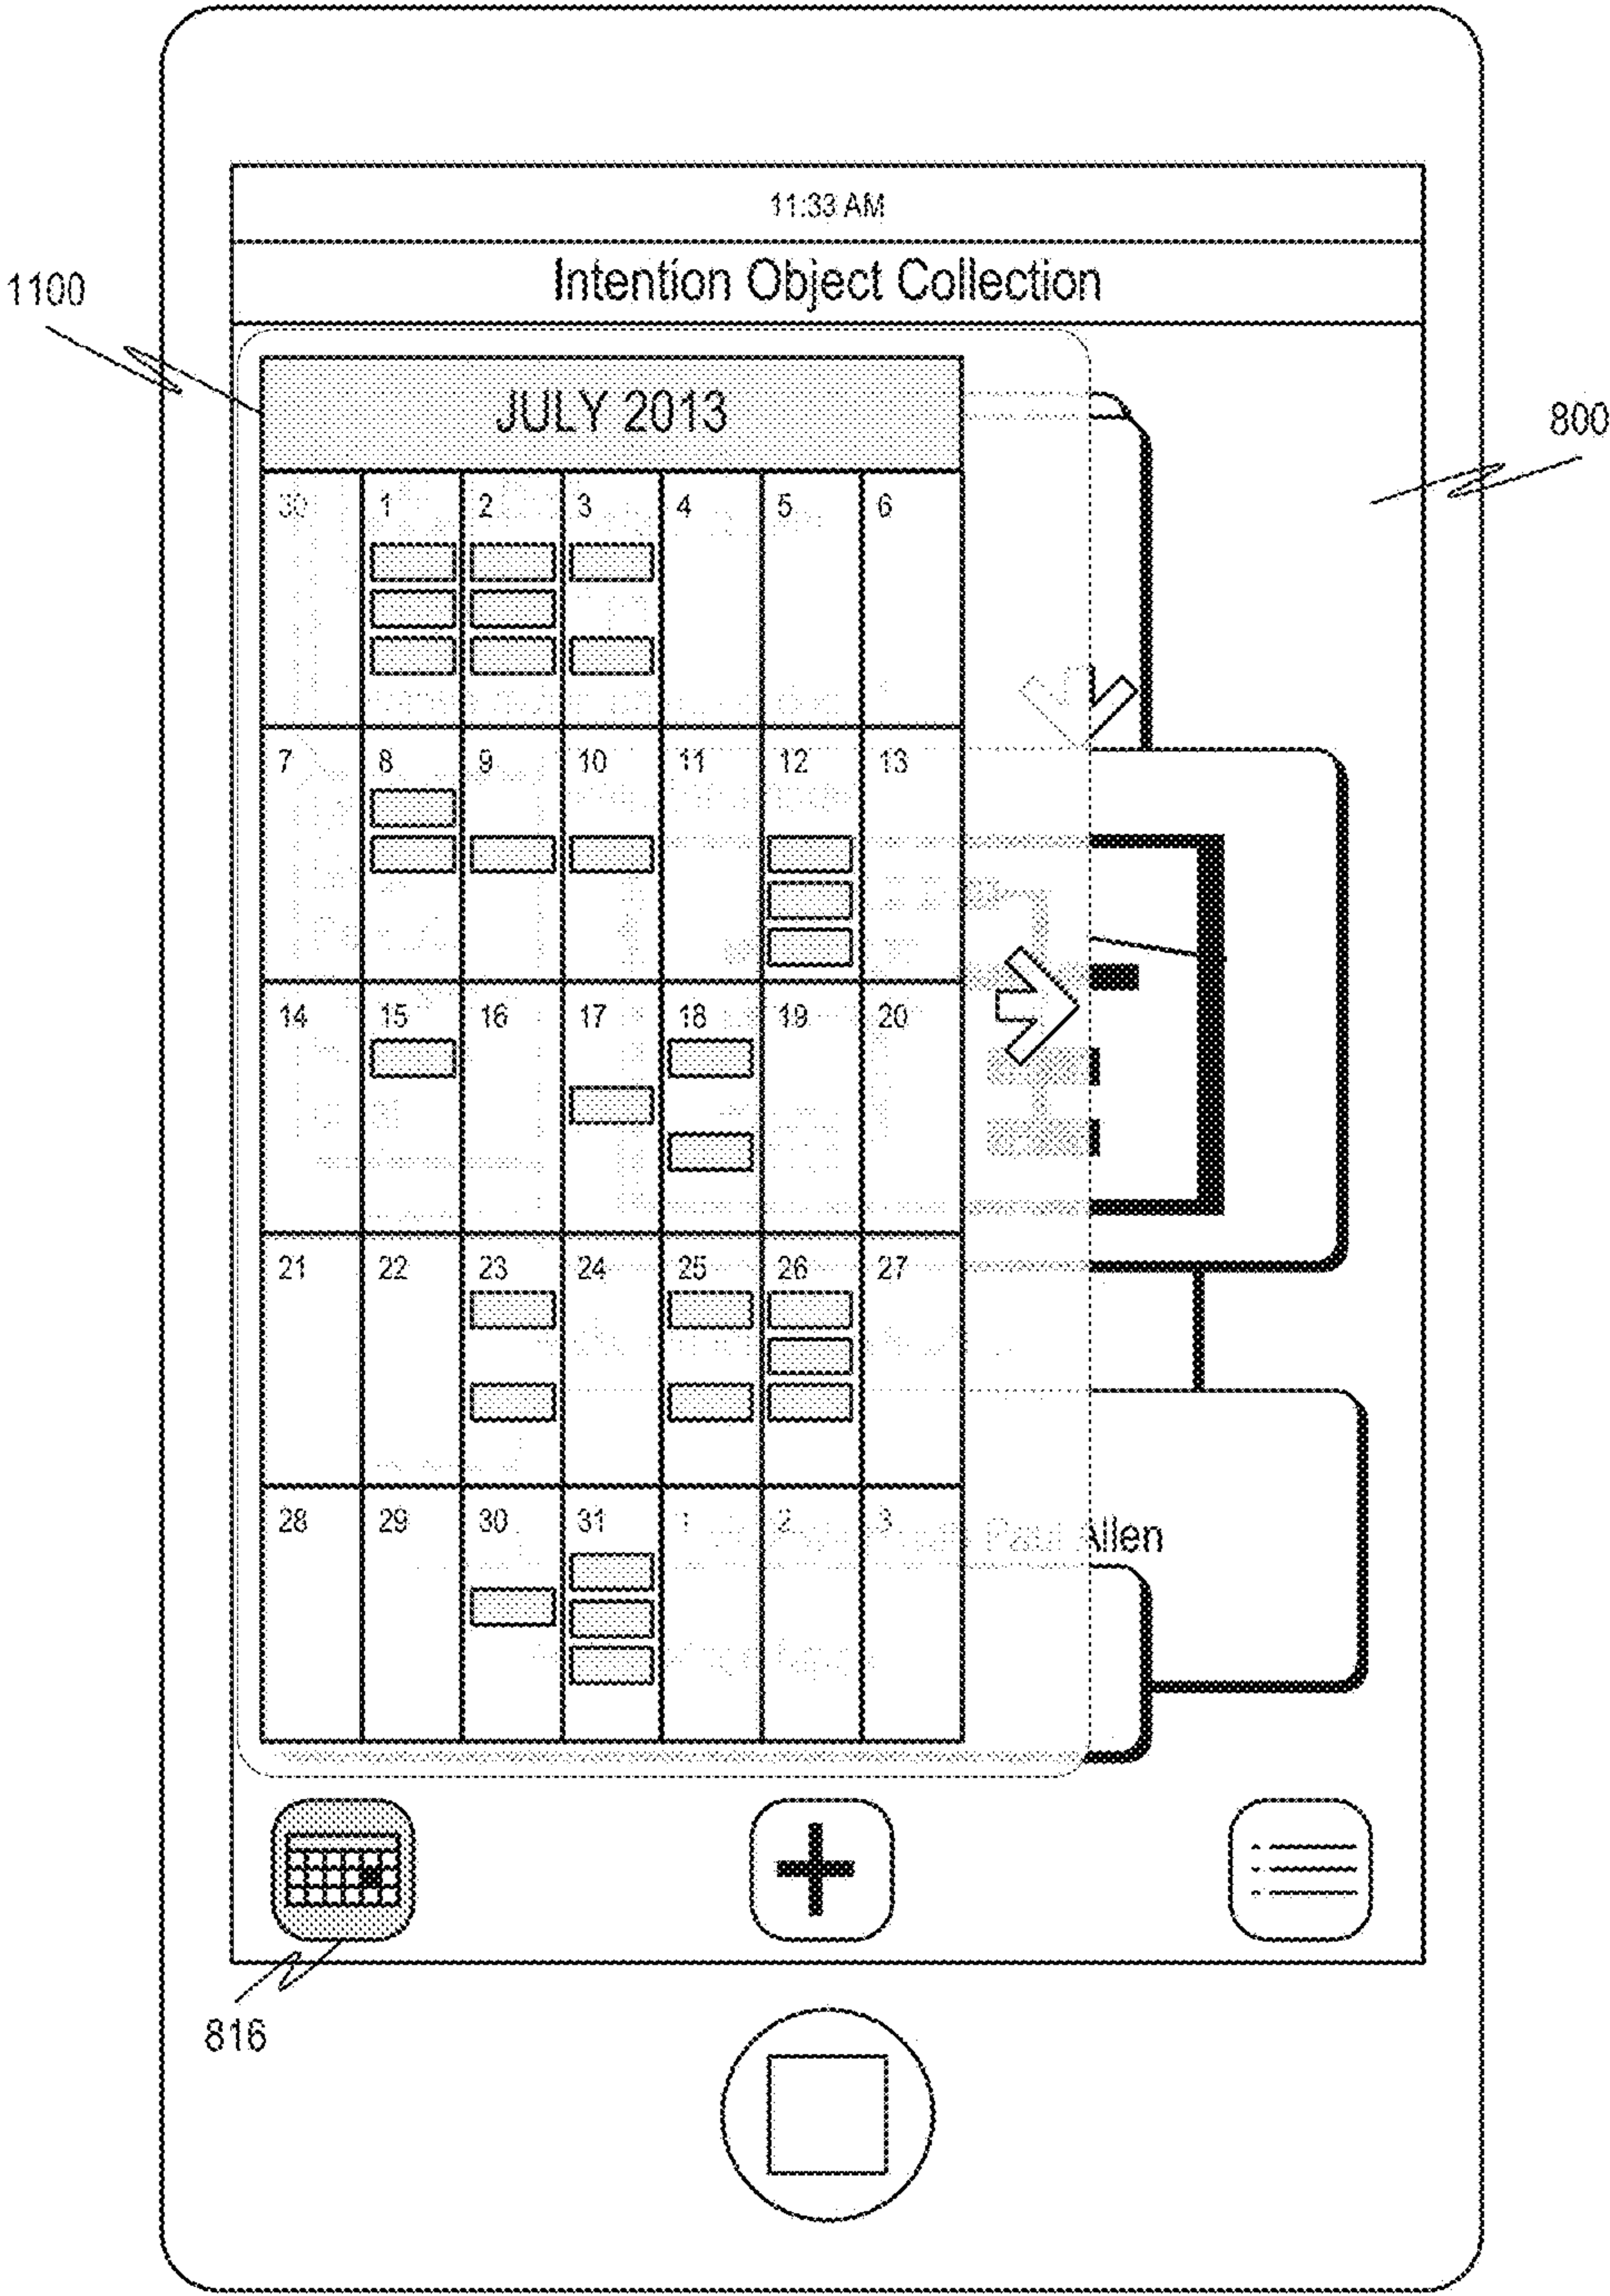 11:33 AM
Intention Object Collection
1100
JULY 2013
800
30 1 2 3 4 5 6
7 8 9 10 11 12 13
14 15 16 17 18 19 20
21 22 23 24 25 26 27
28 29 30 31 1 2 3
Paul Allen
816